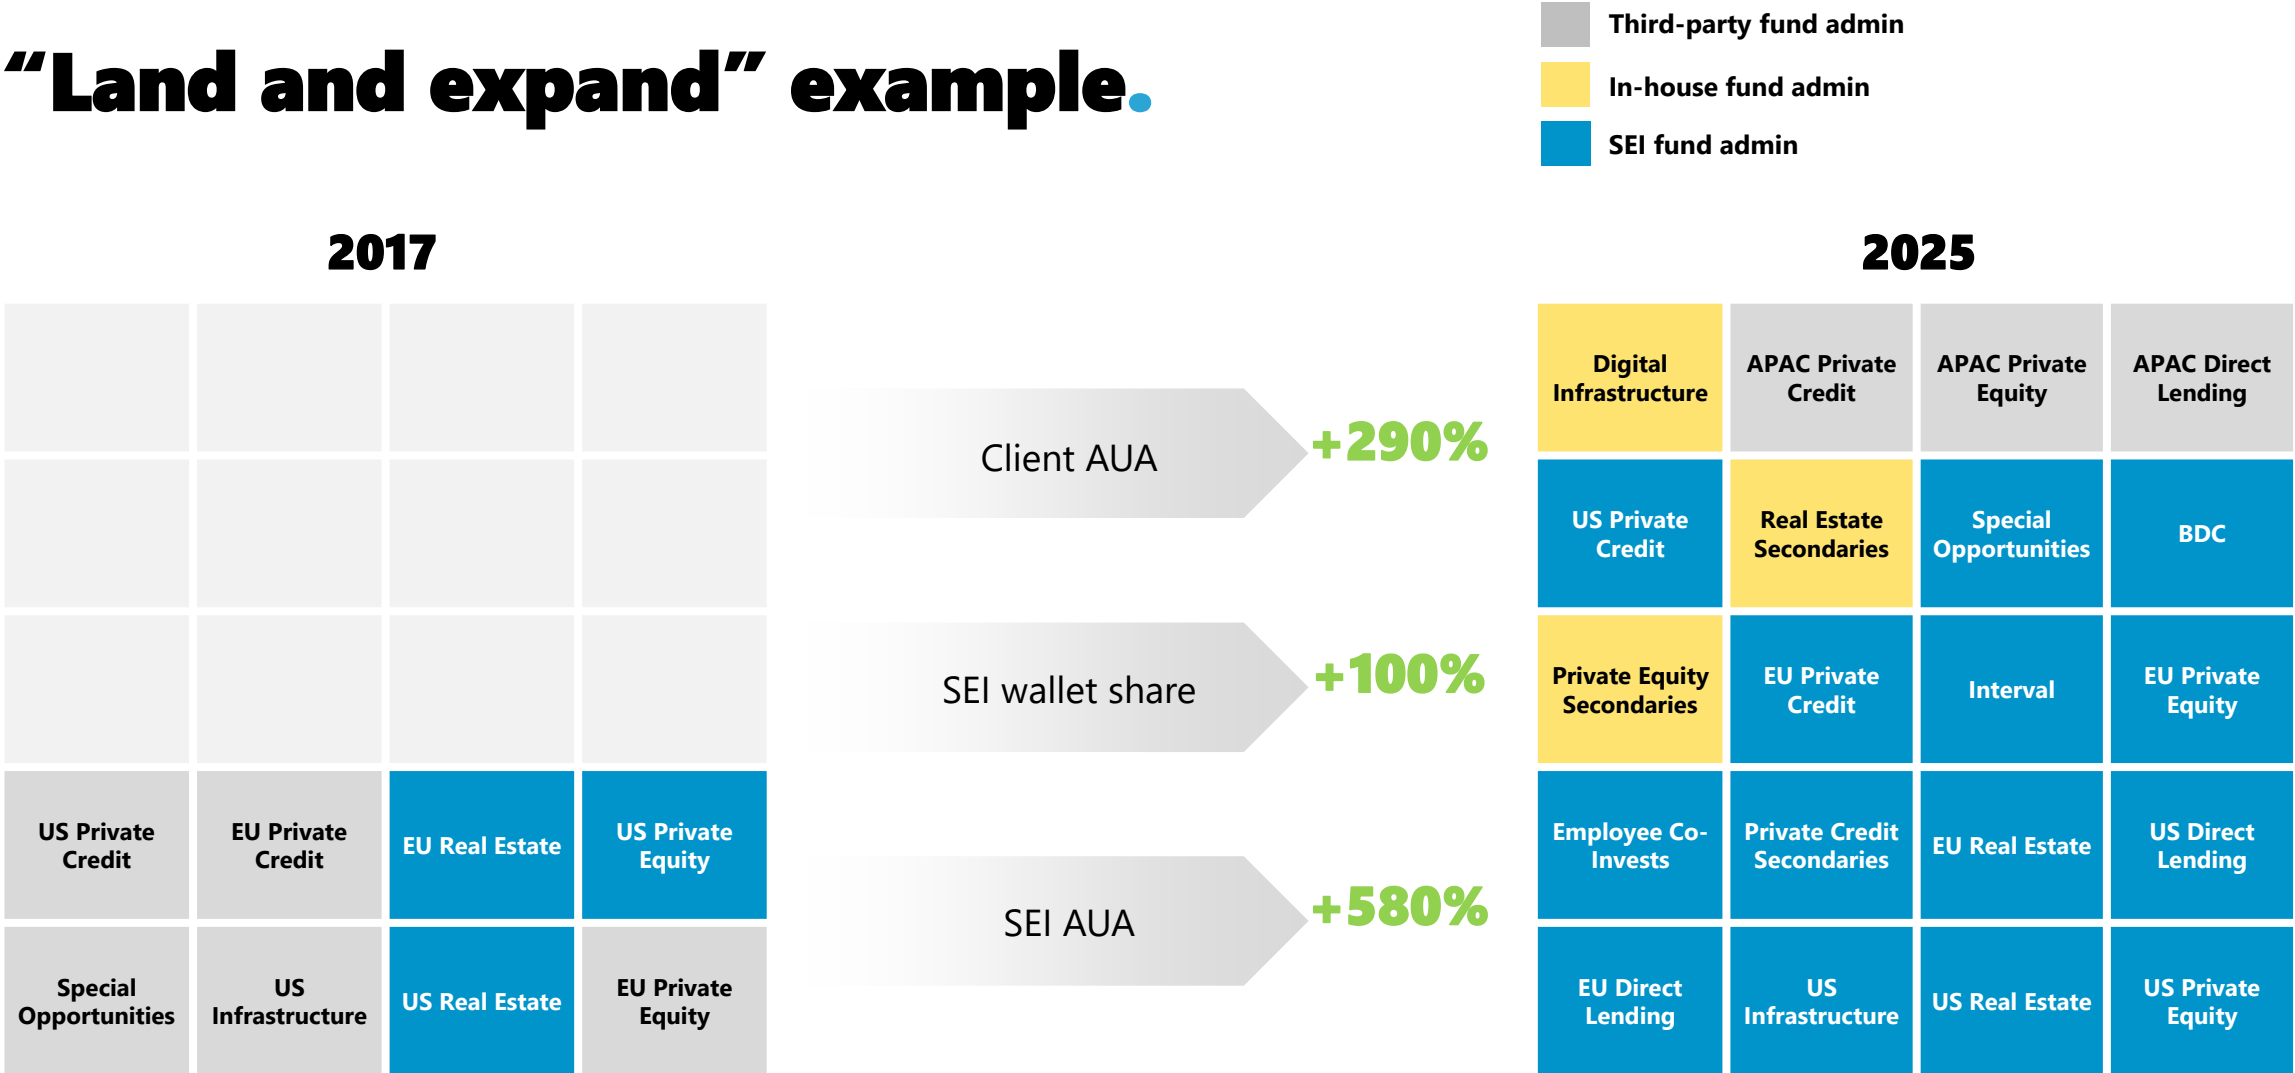 “Land and expand” example.
Third-party fund admin
In-house fund admin
SEI fund admin
2017
US Private
Credit
EU Private
Credit
EU Real Estate
US Private
Equity
Special
Opportunities
US
Infrastructure
US Real Estate
EU Private
Equity
Client AUA
+290%
SEI wallet share
+100%
SEI AUA
+580%
2025
Digital
Infrastructure
APAC Private
Credit
APAC Private
Equity
APAC Direct
Lending
US Private
Credit
Real Estate
Secondaries
Special
Opportunities
BDC
Private Equity
Secondaries
EU Private
Credit
Interval
EU Private
Equity
Employee Co-
Invests
Private Credit
Secondaries
EU Real Estate
US Direct
Lending
EU Direct
Lending
US
Infrastructure
US Real Estate
US Private
Equity